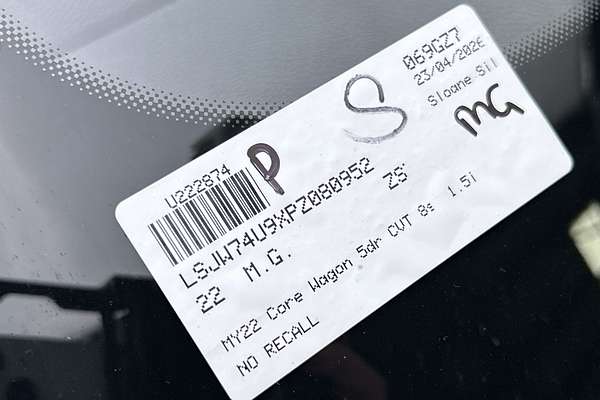 069GZ7
23/04/2026
Sloane Sil
MG
S
P
U222874
LSJW74U9XPZ080952
22 M.G. ZS
MY22 Core Wagon 5dr CVT 8s 1.5i
NO RECALL